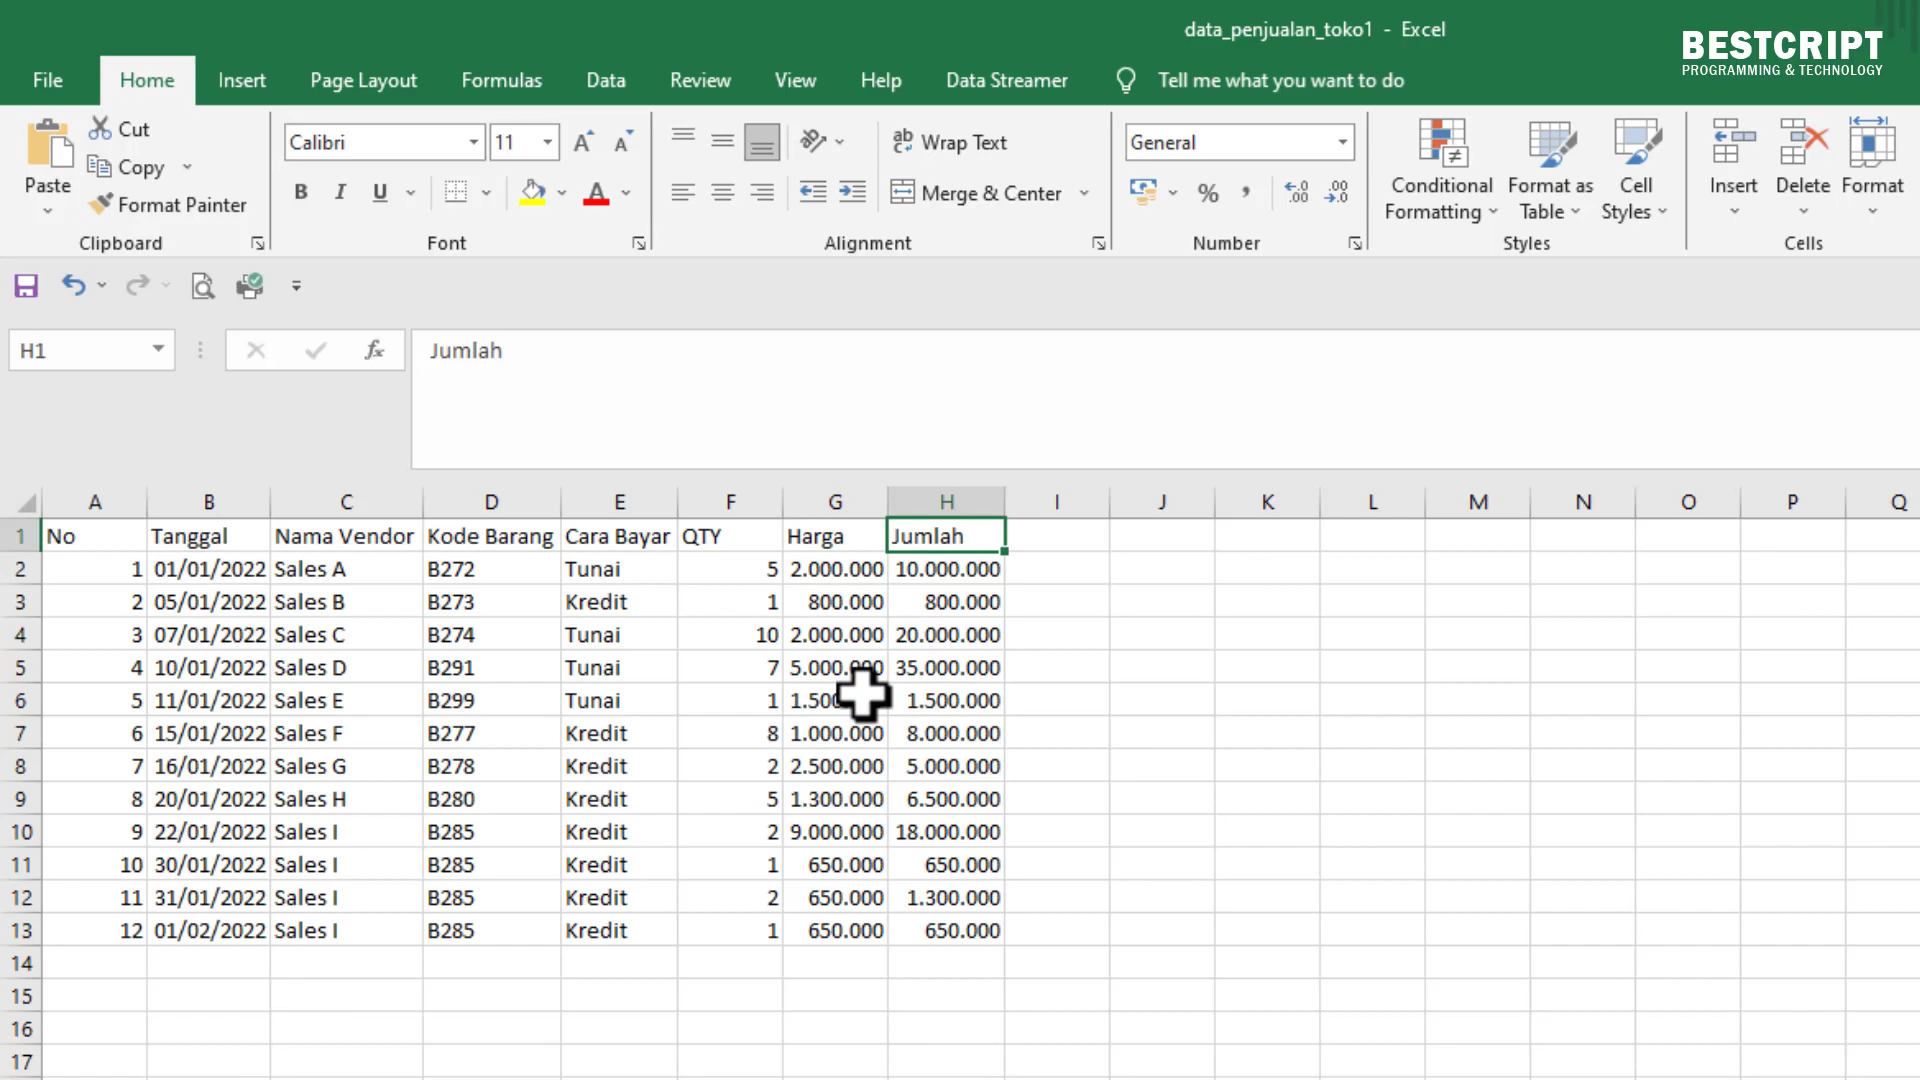 data_penjualan_toko1 - Excel
BESTCRIPT
PROGRAMMING & TECHNOLOGY
File Home Insert Page Layout Formulas Data Review View Help Data Streamer Tell me what you want to do
Paste
Cut
Copy
Format Painter
Clipboard
Calibri 11
B I U
Font
ab Wrap Text
Merge & Center
Alignment
General
% , .00 .00
Number
Conditional Formatting
Format as Table
Cell Styles
Styles
Insert Delete Format
Cells
H1 fx Jumlah
A B C D E F G H I J K L M N O P Q
1 No Tanggal Nama Vendor Kode Barang Cara Bayar QTY Harga Jumlah
2 1 01/01/2022 Sales A B272 Tunai 5 2.000.000 10.000.000
3 2 05/01/2022 Sales B B273 Kredit 1 800.000 800.000
4 3 07/01/2022 Sales C B274 Tunai 10 2.000.000 20.000.000
5 4 10/01/2022 Sales D B291 Tunai 7 5.000.000 35.000.000
6 5 11/01/2022 Sales E B299 Tunai 1 1.500.000
7 6 15/01/2022 Sales F B277 Kredit 8 1.000.000 8.000.000
8 7 16/01/2022 Sales G B278 Kredit 2 2.500.000 5.000.000
9 8 20/01/2022 Sales H B280 Kredit 5 1.300.000 6.500.000
10 9 22/01/2022 Sales I B285 Kredit 2 9.000.000 18.000.000
11 10 30/01/2022 Sales I B285 Kredit 1 650.000 650.000
12 11 31/01/2022 Sales I B285 Kredit 2 650.000 1.300.000
13 12 01/02/2022 Sales I B285 Kredit 1 650.000 650.000
14
15
16
17